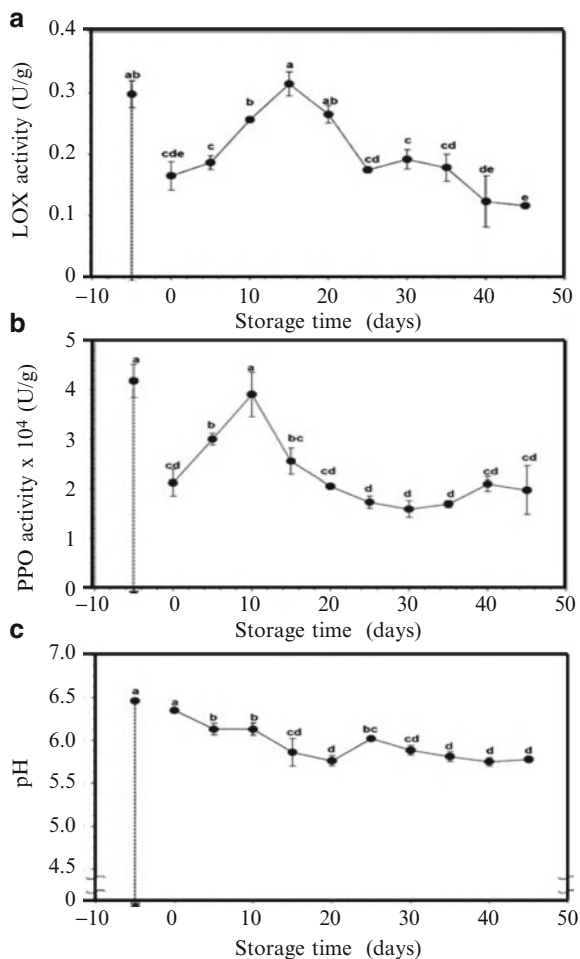 a
LOX activity (U/g)
0.4
0.3
0.2
0.1
0
ab
cde
c
b
a
ab
cd
c
cd
de
e
−10 0 10 20 30 40 50
Storage time (days)
b
PPO activity x 10⁴ (U/g)
5
4
3
2
1
0
a
cd
b
a
bc
cd
d
d
d
cd
cd
−10 0 10 20 30 40 50
Storage time (days)
c
pH
7.0
6.5
6.0
5.5
5.0
4.5
0
a
a
b
b
cd
d
bc
cd
d
d
d
−10 0 10 20 30 40 50
Storage time (days)